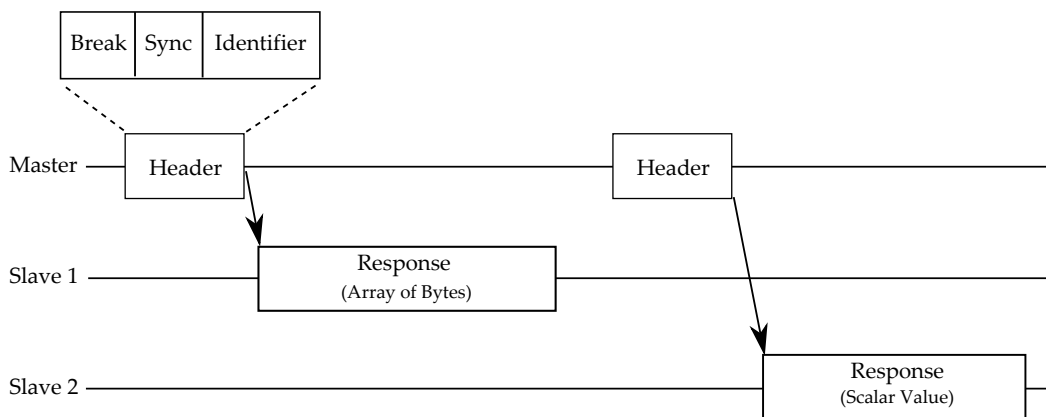 Break Sync Identifier
Master Header Header
Slave 1 Response
(Array of Bytes)
Slave 2 Response
(Scalar Value)